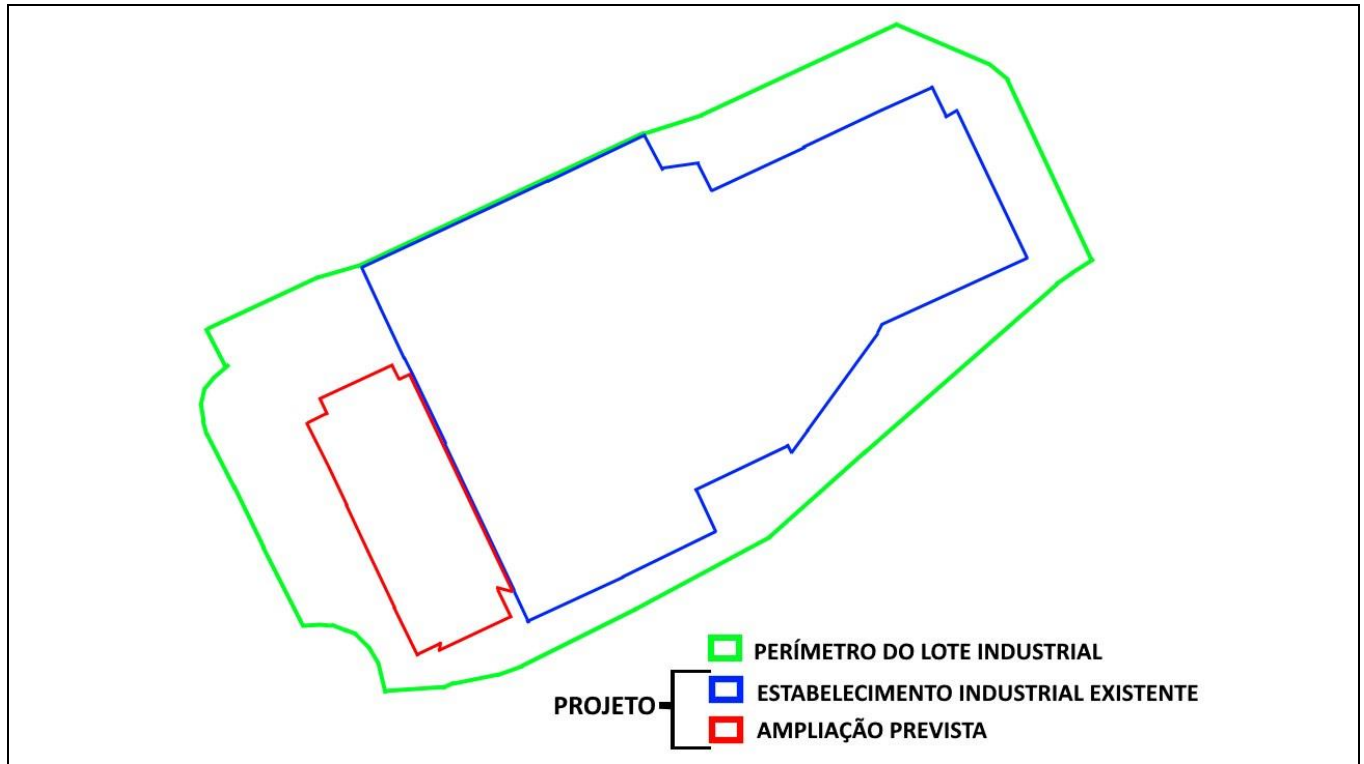 PERÍMETRO DO LOTE INDUSTRIAL
PROJETO
ESTABELECIMENTO INDUSTRIAL EXISTENTE
AMPLIAÇÃO PREVISTA